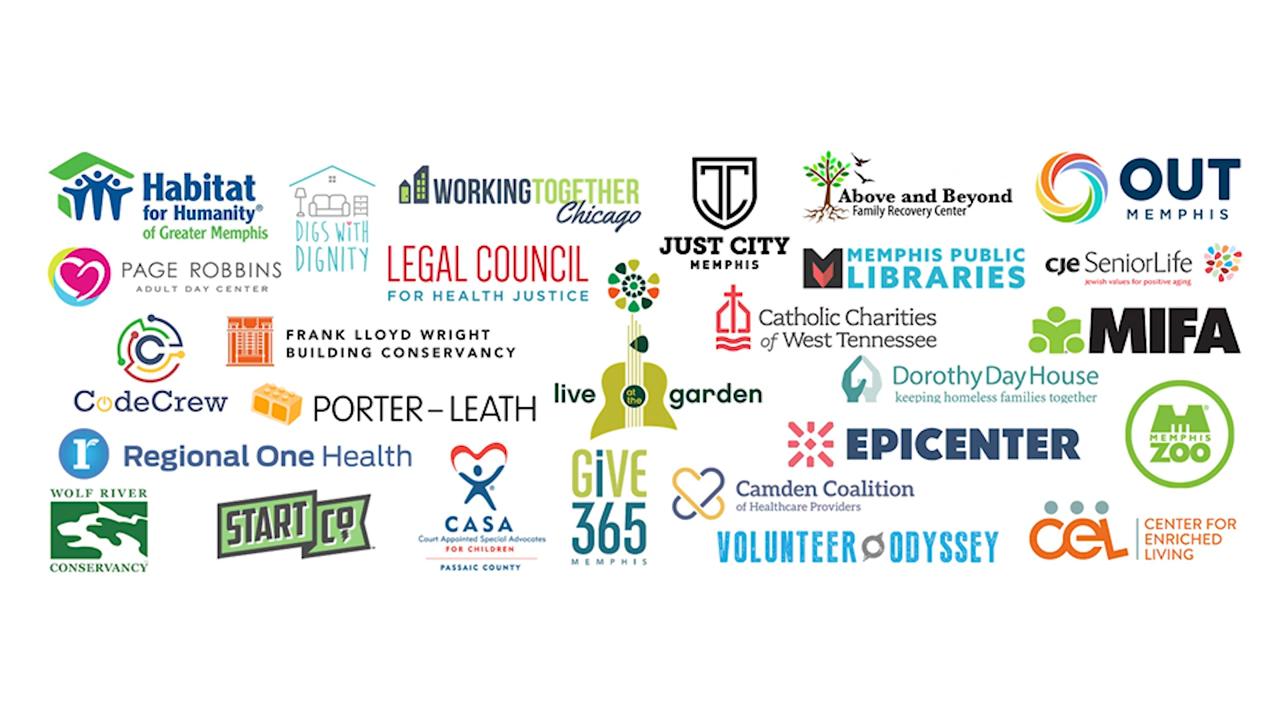 Habitat
for Humanity®
of Greater Memphis
DIGS WiTH
DIGNITY
WORKINGTOGETHER
Chicago
JUST CITY
MEMPHIS
Above and Beyond
Family Recovery Center
OUT
MEMPHIS
PAGE ROBBINS
ADULT DAY CENTER
LEGAL COUNCIL
FOR HEALTH JUSTICE
MEMPHIS PUBLIC
LIBRARIES
cje SeniorLife
Jewish values for positive aging.
CodeCrew
FRANK LLOYD WRIGHT
BUILDING CONSERVANCY
Catholic Charities
of West Tennessee
MIFA
PORTER–LEATH
live at the garden
Dorothy Day House
keeping homeless families together
MEMPHIS
ZOO
r Regional One Health
EPICENTER
WOLF RIVER
CONSERVANCY
START CO.
CASA
Court Appointed Special Advocates
FOR CHILDREN
PASSAIC COUNTY
GiVE
365
MEMPHIS
Camden Coalition
of Healthcare Providers
VOLUNTEER ODYSSEY
CEL
CENTER FOR
ENRICHED
LIVING